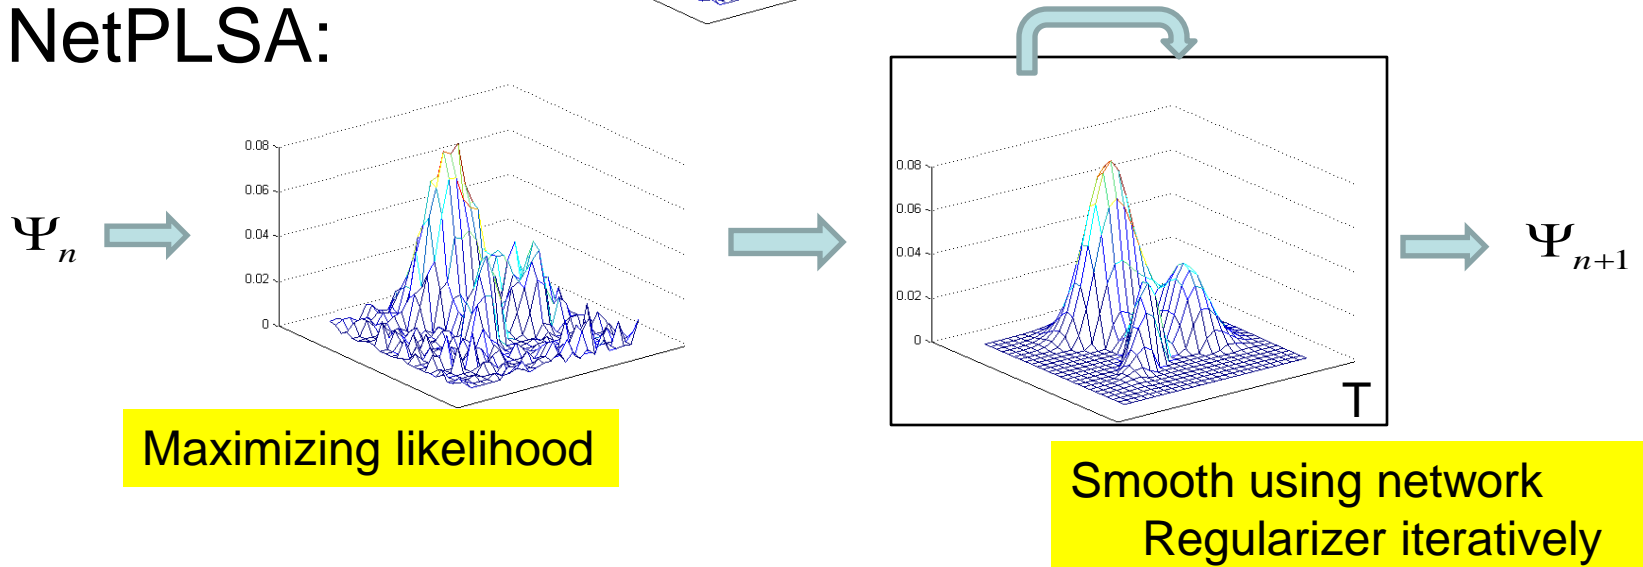 NetPLSA:
Ψn
0.08
0.06
0.04
0.02
0
0.08
0.06
0.04
0.02
0
T
Ψn+1
Maximizing likelihood
Smooth using network
Regularizer iteratively